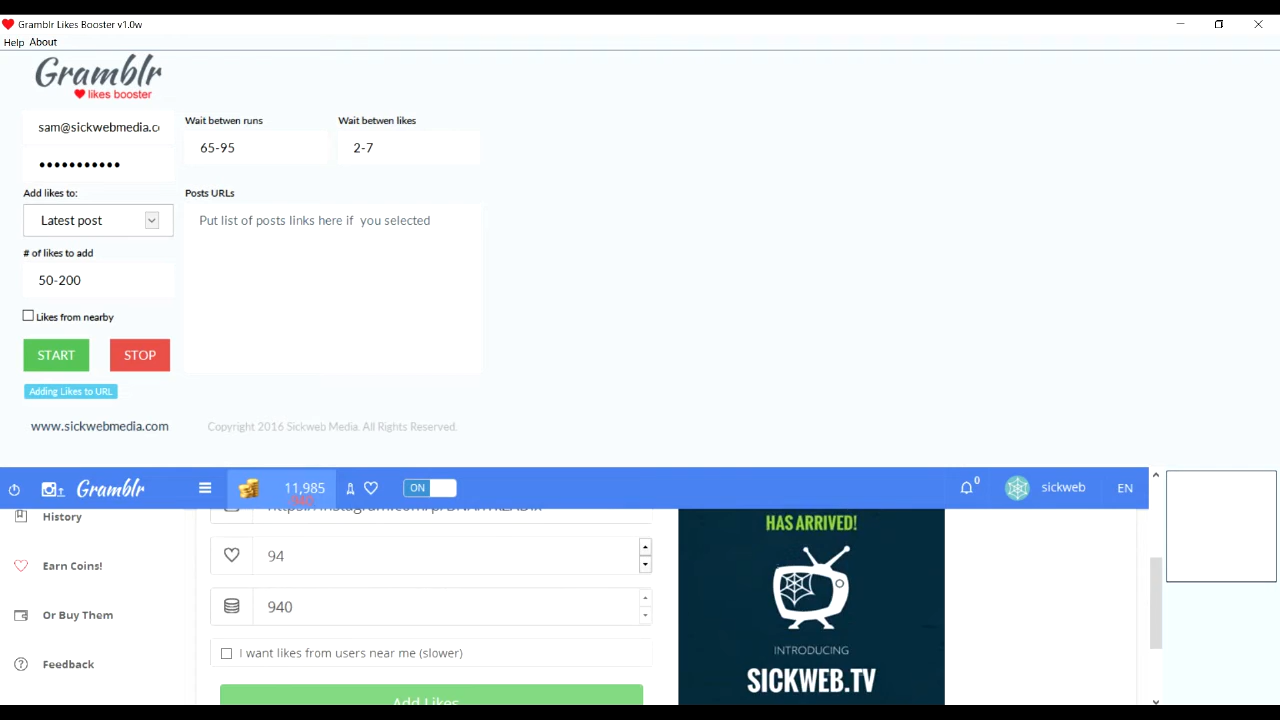 Gramblr Likes Booster v1.0w
Help About
Gramblr
likes booster
sam@sickwebmedia.c
Wait betwen runs
Wait betwen likes
65-95
2-7
Add likes to:
Posts URLs
Latest post
Put list of posts links here if you selected
# of likes to add
50-200
Likes from nearby
START
STOP
Adding Likes to URL
www.sickwebmedia.com
Copyright 2016 Sickweb Media. All Rights Reserved.
Gramblr
11,985
940
ON
0
sickweb
EN
History
HAS ARRIVED!
94
Earn Coins!
940
Or Buy Them
I want likes from users near me (slower)
INTRODUCING
Feedback
SICKWEB.TV
Add Likes